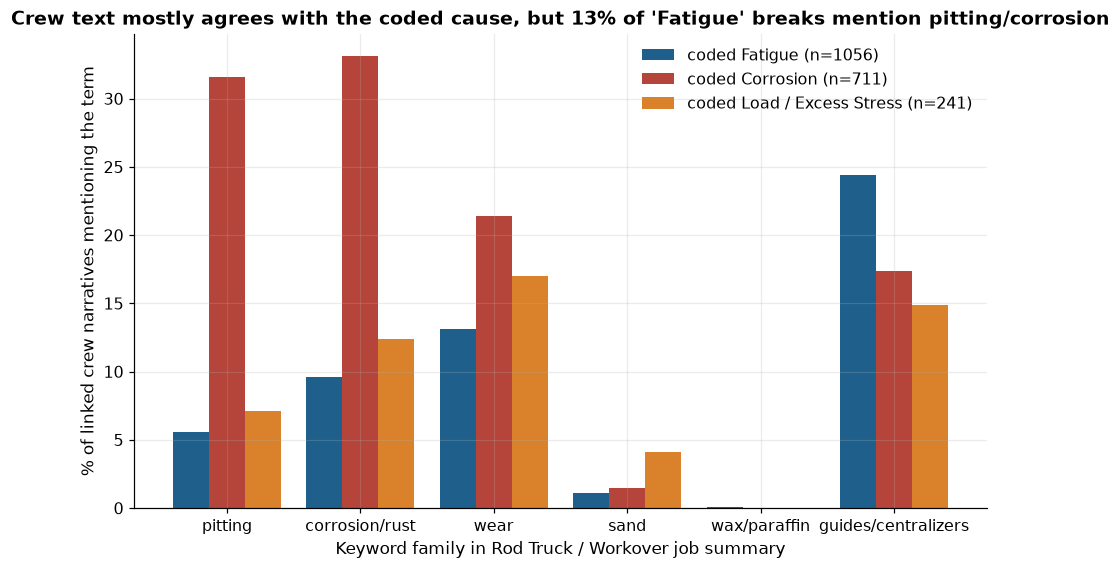 Crew text mostly agrees with the coded cause, but 13% of 'Fatigue' breaks mention pitting/corrosion
coded Fatigue (n=1056)
coded Corrosion (n=711)
coded Load / Excess Stress (n=241)
% of linked crew narratives mentioning the term
30
25
20
15
10
5
0
pitting corrosion/rust wear sand wax/paraffin guides/centralizers
Keyword family in Rod Truck / Workover job summary